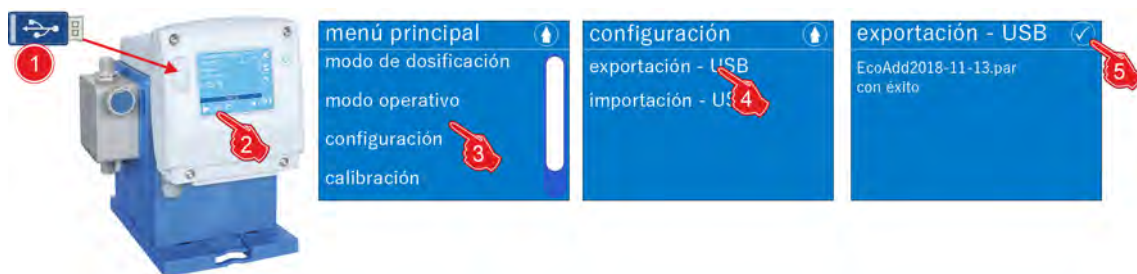 1
2
menú principal
modo de dosificación
modo operativo
configuración
3
calibración
configuración
exportación - USB
4
importación - US
exportación - USB
5
EcoAdd2018-11-13.par
con éxito